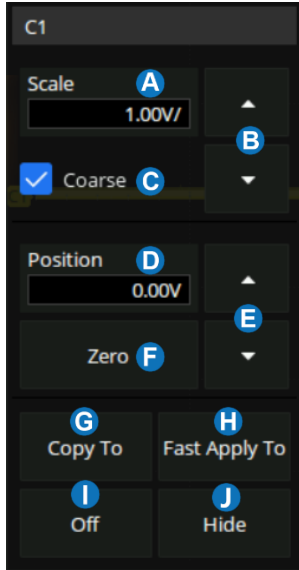 C1
Scale A
1.00V/
B
Coarse C
Position D
0.00V
E
Zero F
G H
Copy To Fast Apply To
I J
Off Hide